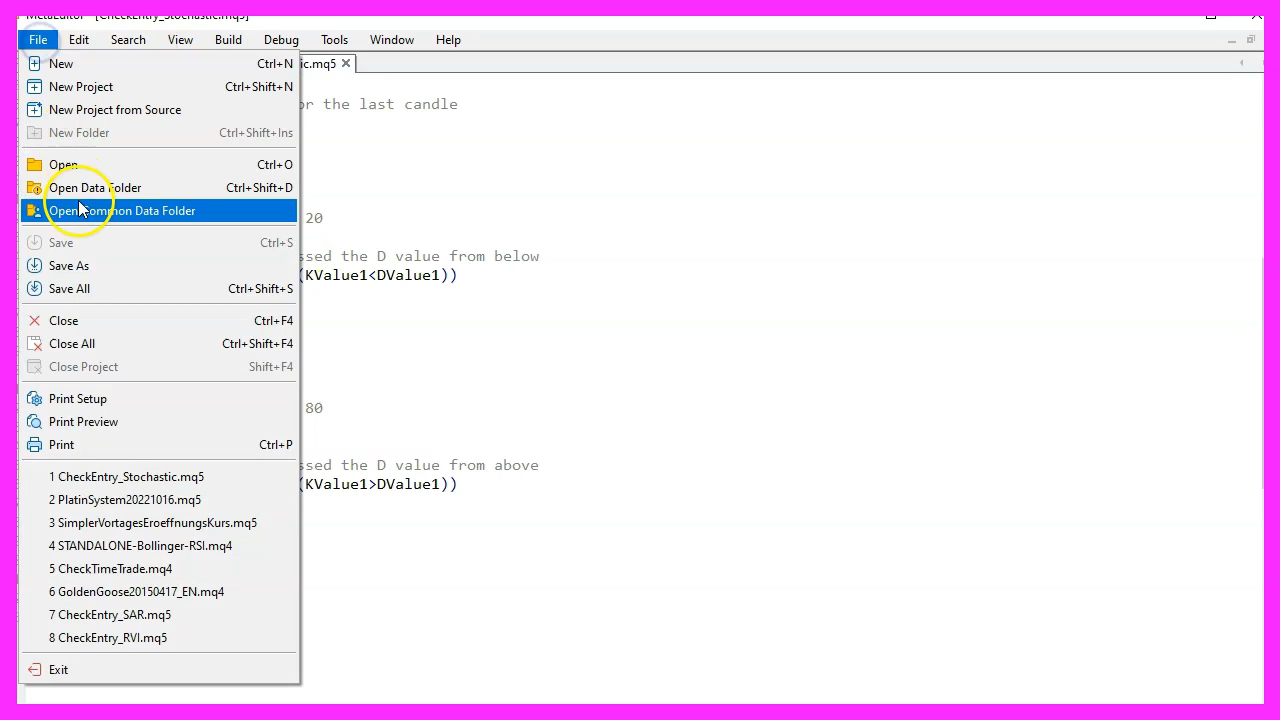 MetaEditor - [CheckEntry_Stochastic.mq5]
File Edit Search View Build Debug Tools Window Help
ic.mq5
New Ctrl+N
New Project Ctrl+Shift+N
New Project from Source
New Folder Ctrl+Shift+Ins
Open Ctrl+O
Open Data Folder Ctrl+Shift+D
Open Common Data Folder
Save Ctrl+S
Save As
Save All Ctrl+Shift+S
Close Ctrl+F4
Close All Ctrl+Shift+F4
Close Project Shift+F4
Print Setup
Print Preview
Print Ctrl+P
1 CheckEntry_Stochastic.mq5
2 PlatinSystem20221016.mq5
3 SimplerVortagesEroeffnungsKurs.mq5
4 STANDALONE-Bollinger-RSI.mq4
5 CheckTimeTrade.mq4
6 GoldenGoose20150417_EN.mq4
7 CheckEntry_SAR.mq5
8 CheckEntry_RVI.mq5
Exit
or the last candle
20
ssed the D value from below
(KValue1<DValue1))
80
ssed the D value from above
(KValue1>DValue1))